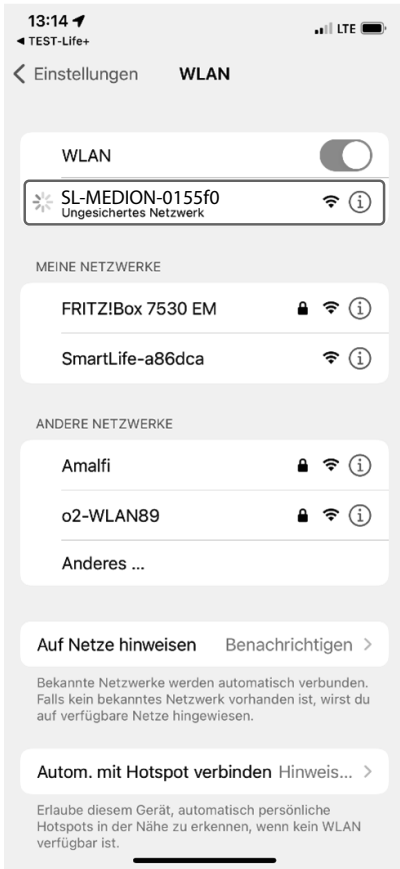 13:14
LTE
TEST-Life+
Einstellungen
WLAN
WLAN
SL-MEDION-0155f0
Ungesichertes Netzwerk
MEINE NETZWERKE
FRITZ!Box 7530 EM
SmartLife-a86dca
ANDERE NETZWERKE
Amalfi
o2-WLAN89
Anderes ...
Auf Netze hinweisen Benachrichtigen
Bekannte Netzwerke werden automatisch verbunden.
Falls kein bekanntes Netzwerk vorhanden ist, wirst du
auf verfügbare Netze hingewiesen.
Autom. mit Hotspot verbinden Hinweis...
Erlaube diesem Gerät, automatisch persönliche
Hotspots in der Nähe zu erkennen, wenn kein WLAN
verfügbar ist.